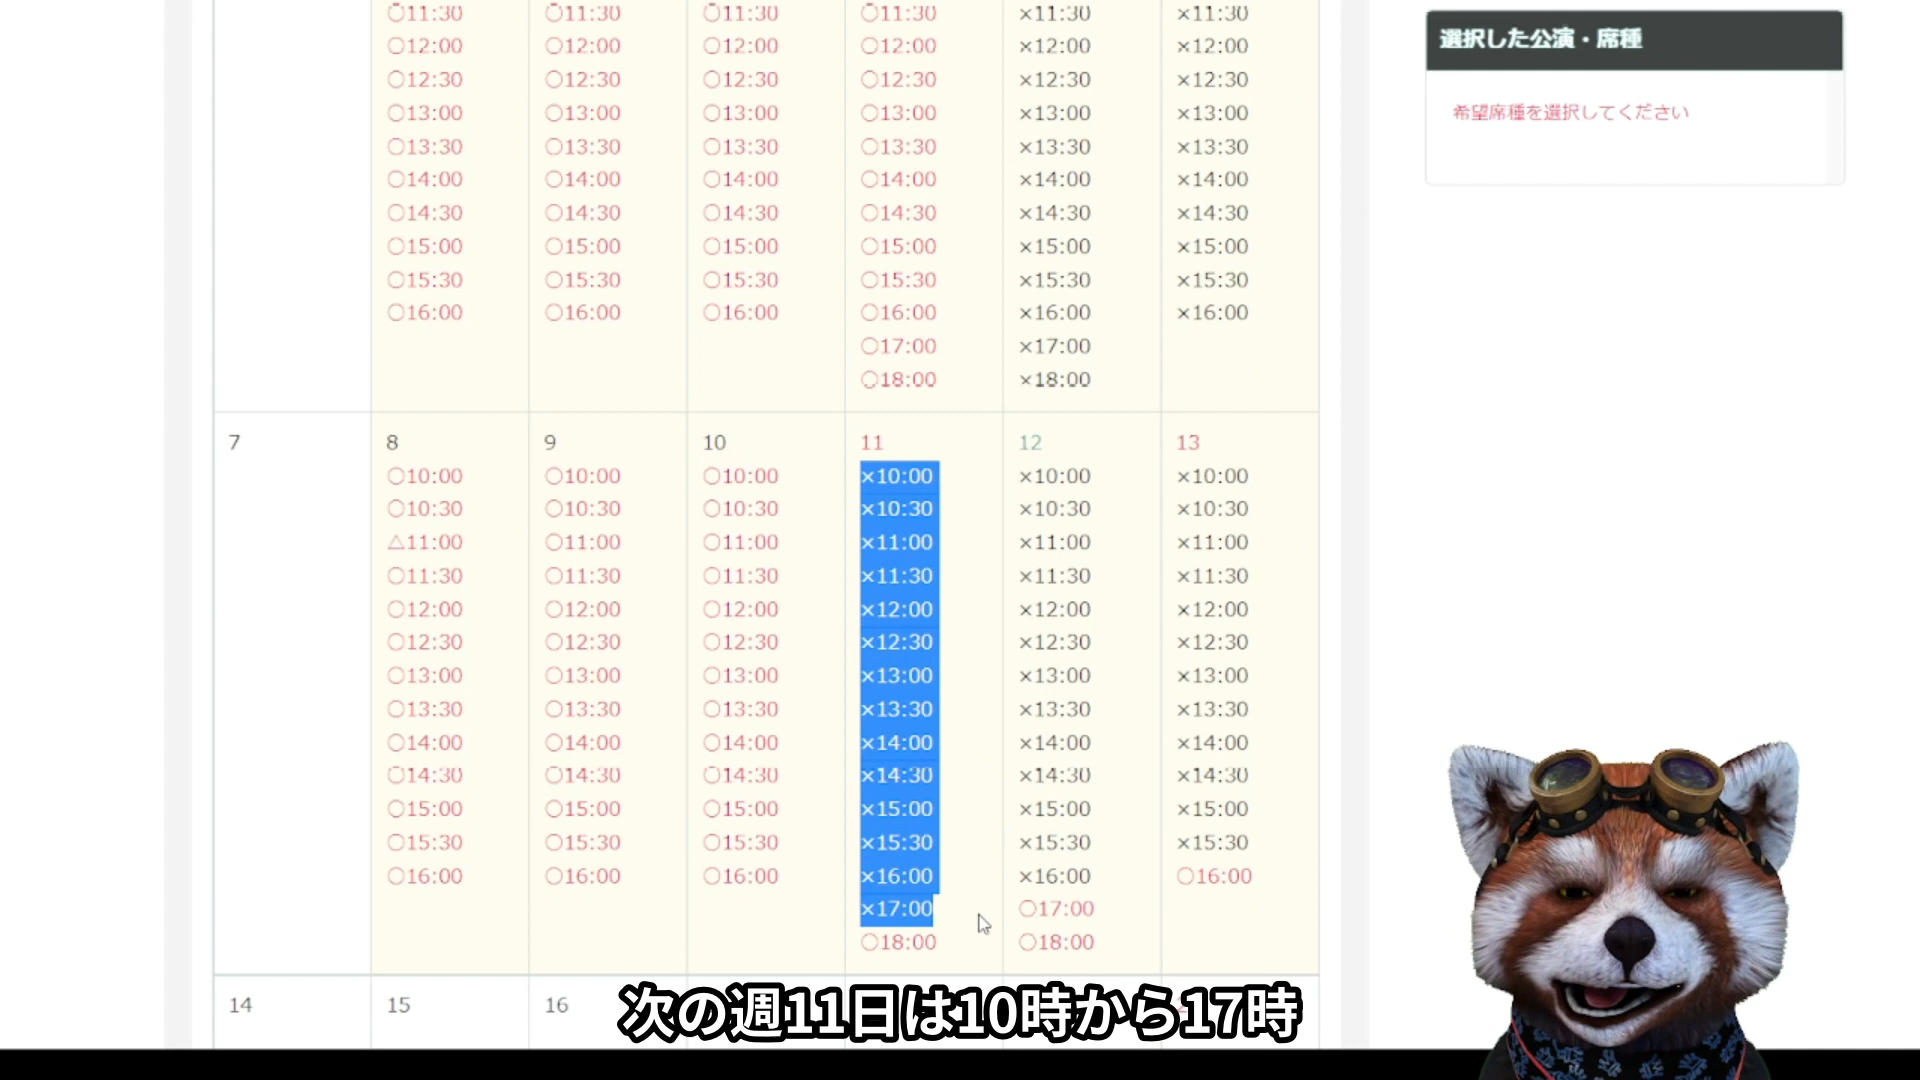 ○11:30 ○11:30 ○11:30 ○11:30 ×11:30 ×11:30
○12:00 ○12:00 ○12:00 ○12:00 ×12:00 ×12:00
○12:30 ○12:30 ○12:30 ○12:30 ×12:30 ×12:30
○13:00 ○13:00 ○13:00 ○13:00 ×13:00 ×13:00
○13:30 ○13:30 ○13:30 ○13:30 ×13:30 ×13:30
○14:00 ○14:00 ○14:00 ○14:00 ×14:00 ×14:00
○14:30 ○14:30 ○14:30 ○14:30 ×14:30 ×14:30
○15:00 ○15:00 ○15:00 ○15:00 ×15:00 ×15:00
○15:30 ○15:30 ○15:30 ○15:30 ×15:30 ×15:30
○16:00 ○16:00 ○16:00 ○16:00 ×16:00 ×16:00
○17:00 ×17:00
○18:00 ×18:00
7 8 9 10 11 12 13
○10:00 ○10:00 ○10:00 ×10:00 ×10:00 ×10:00
○10:30 ○10:30 ○10:30 ×10:30 ×10:30 ×10:30
△11:00 ○11:00 ○11:00 ×11:00 ×11:00 ×11:00
○11:30 ○11:30 ○11:30 ×11:30 ×11:30 ×11:30
○12:00 ○12:00 ○12:00 ×12:00 ×12:00 ×12:00
○12:30 ○12:30 ○12:30 ×12:30 ×12:30 ×12:30
○13:00 ○13:00 ○13:00 ×13:00 ×13:00 ×13:00
○13:30 ○13:30 ○13:30 ×13:30 ×13:30 ×13:30
○14:00 ○14:00 ○14:00 ×14:00 ×14:00 ×14:00
○14:30 ○14:30 ○14:30 ×14:30 ×14:30 ×14:30
○15:00 ○15:00 ○15:00 ×15:00 ×15:00 ×15:00
○15:30 ○15:30 ○15:30 ×15:30 ×15:30 ×15:30
○16:00 ○16:00 ○16:00 ×16:00 ×16:00 ○16:00
×17:00 ○17:00
○18:00 ○18:00
14 15 16
選択した公演・席種
希望席種を選択してください
次の週11日は10時から17時